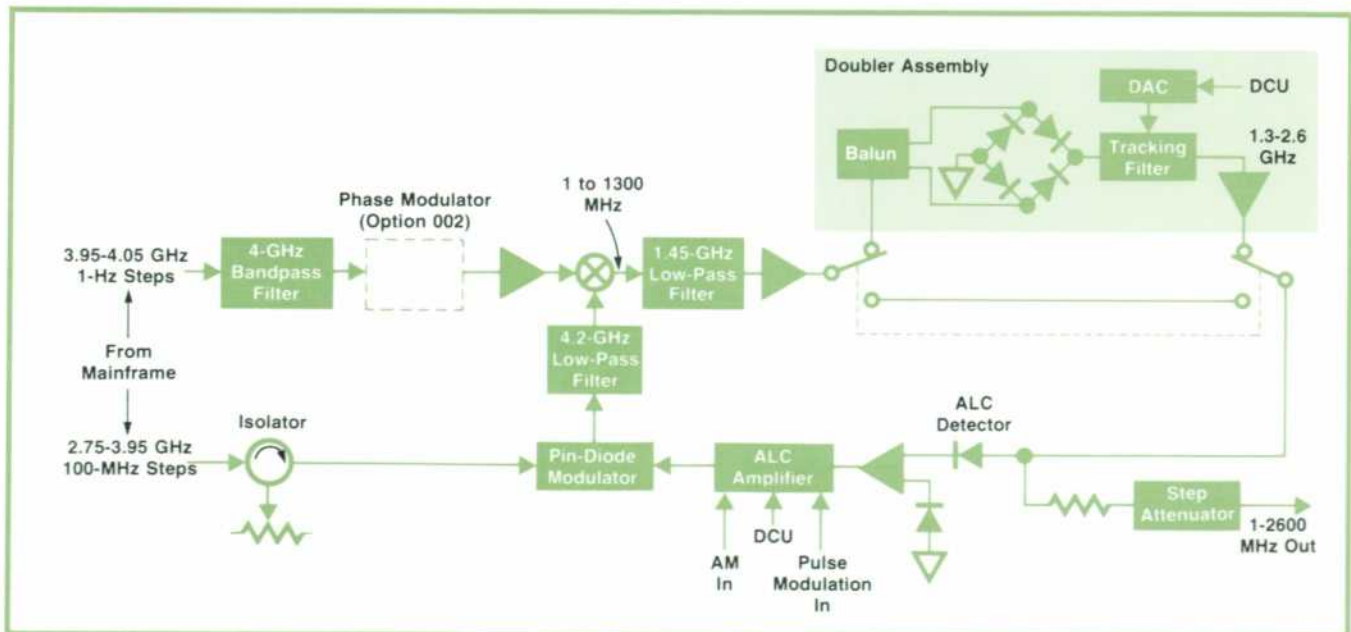 Doubler Assembly
DAC
DCU
Balun
Tracking
Filter
1.3-2.6
GHz
1 to 1300
MHz
Phase Modulator
(Option 002)
3.95-4.05 GHz
1-Hz Steps
4-GHz
Bandpass
Filter
1.45-GHz
Low-Pass
Filter
4.2-GHz
Low-Pass
Filter
From
Mainframe
Isolator
2.75-3.95 GHz
100-MHz Steps
Pin-Diode
Modulator
ALC
Amplifier
ALC
Detector
Step
Attenuator
1-2600
MHz Out
AM
In
DCU
Pulse
Modulation
In